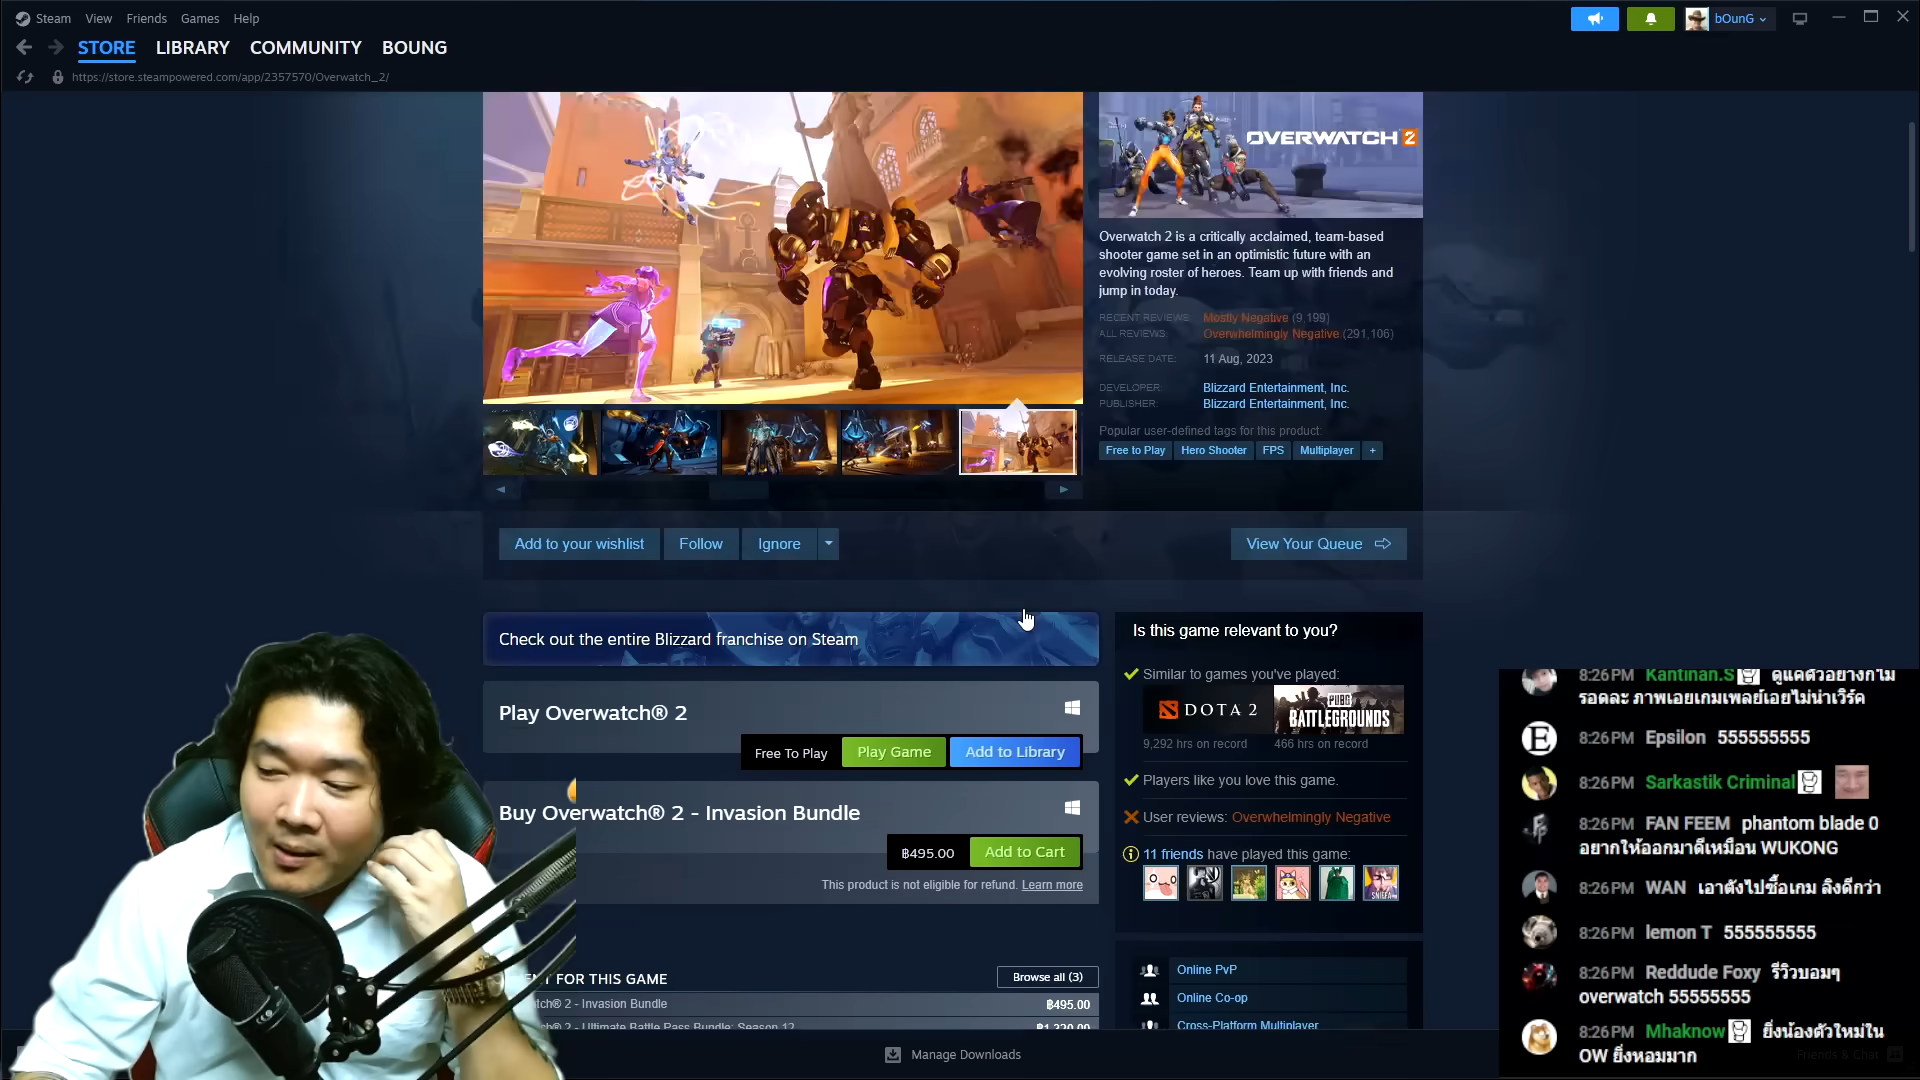 Steam View Friends Games Help
bOunG
STORE LIBRARY COMMUNITY BOUNG
https://store.steampowered.com/app/2357570/Overwatch_2/
OVERWATCH 2
Overwatch 2 is a critically acclaimed, team-based
shooter game set in an optimistic future with an
evolving roster of heroes. Team up with friends and
jump in today.
RECENT REVIEWS: Mostly Negative (9,199)
ALL REVIEWS: Overwhelmingly Negative (291,106)
RELEASE DATE: 11 Aug, 2023
DEVELOPER: Blizzard Entertainment, Inc.
PUBLISHER: Blizzard Entertainment, Inc.
Popular user-defined tags for this product:
Free to Play Hero Shooter FPS Multiplayer +
Add to your wishlist Follow Ignore
View Your Queue
Check out the entire Blizzard franchise on Steam
Play Overwatch® 2
Free To Play Play Game Add to Library
Buy Overwatch® 2 - Invasion Bundle
฿495.00 Add to Cart
This product is not eligible for refund. Learn more
FOR THIS GAME
Browse all (3)
tch® 2 - Invasion Bundle ฿495.00
ch® 2 - Ultimate Battle Pass Bundle: Season 12 ฿1,320.00
Is this game relevant to you?
Similar to games you've played:
DOTA 2
PUBG BATTLEGROUNDS
9,292 hrs on record 466 hrs on record
Players like you love this game.
User reviews: Overwhelmingly Negative
11 friends have played this game:
Online PvP
Online Co-op
Cross-Platform Multiplayer
Manage Downloads
Friends & Chat
8:26PM Kantinan.S ดูแค่ตัวอย่างก็ไม่
รอดละ ภาพเอยเกมเพลย์เอยไม่น่าเวิร์ค
8:26PM Epsilon 555555555
8:26PM Sarkastik Criminal
8:26PM FAN FEEM phantom blade 0
อยากให้ออกมาดีเหมือน WUKONG
8:26PM WAN เอาตังไปซื้อเกม ลิงดีกว่า
8:26PM lemon T 555555555
8:26PM Reddude Foxy รีวิวบอมๆ
overwatch 55555555
8:26PM Mhaknow ยิ่งน้องตัวใหม่ใน
OW ยิ่งหอมมาก